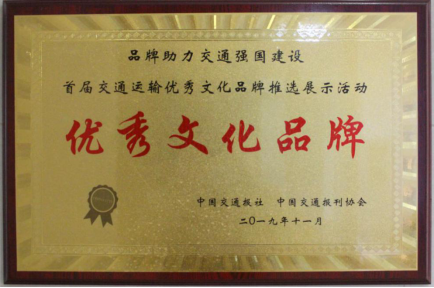 品牌助力交通强国建设
首届交通运输优秀文化品牌推选展示活动
优秀文化品牌
中国交通报社 中国交通报刊协会
二〇一九年十一月